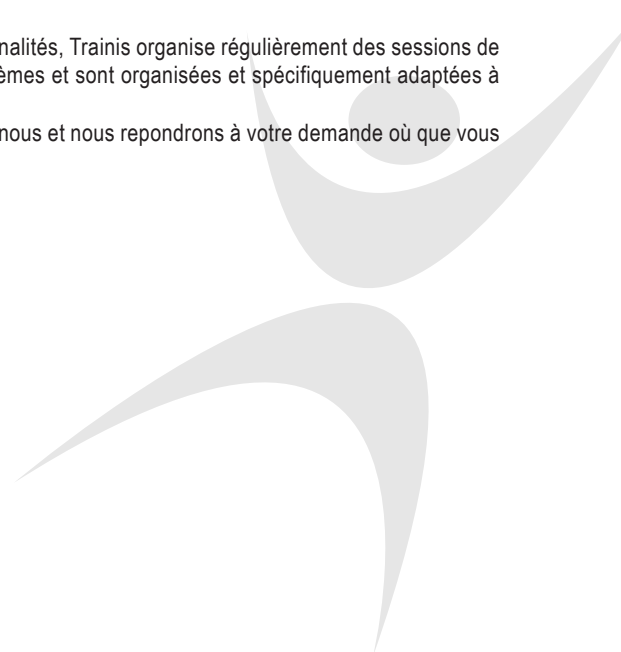 nalités, Trainis organise régulièrement des sessions de
èmes et sont organisées et spécifiquement adaptées à
nous et nous repondrons à votre demande où que vous